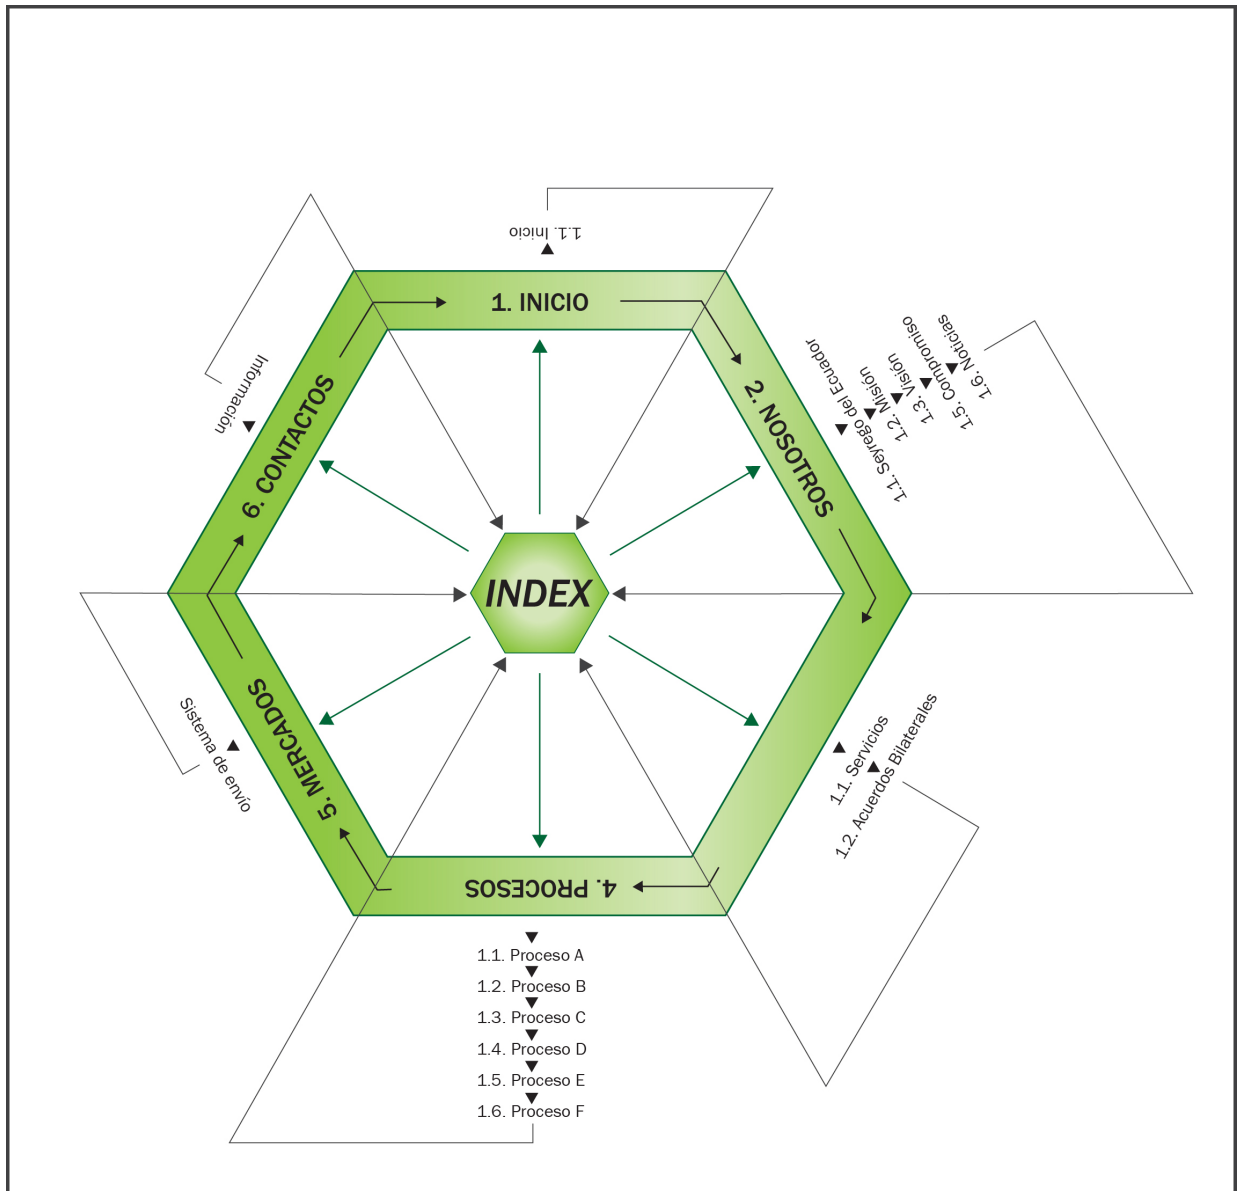 1.1. Inicio
1. INICIO
2. NOSOTROS
1.1. Seyrego del Ecuador
1.2. Misión
1.3. Visión
1.5. Compromiso
1.6. Noticias
1.1. Servicios
1.2. Acuerdos Bilaterales
4. PROCESOS
1.1. Proceso A
1.2. Proceso B
1.3. Proceso C
1.4. Proceso D
1.5. Proceso E
1.6. Proceso F
5. MERCADOS
Sistema de envío
6. CONTACTOS
Información
INDEX